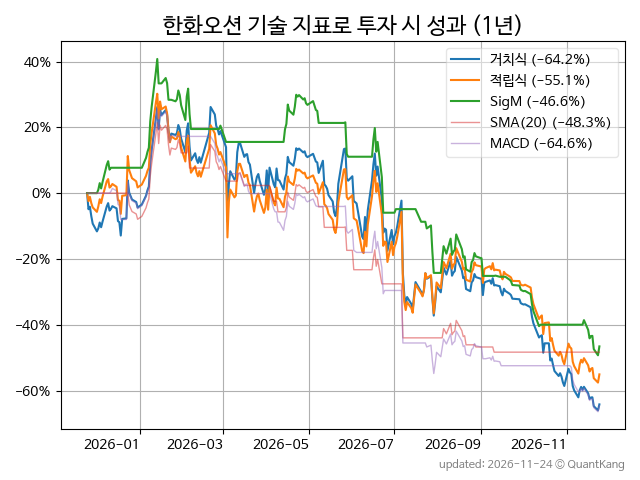 한화오션 기술 지표로 투자 시 성과 (1년)
거치식 (−64.2%)
적립식 (−55.1%)
SigM (−46.6%)
SMA(20) (−48.3%)
MACD (−64.6%)
40%
20%
0%
−20%
−40%
−60%
2026−01 2026−03 2026−05 2026−07 2026−09 2026−11
updated: 2026−11−24 © QuantKang